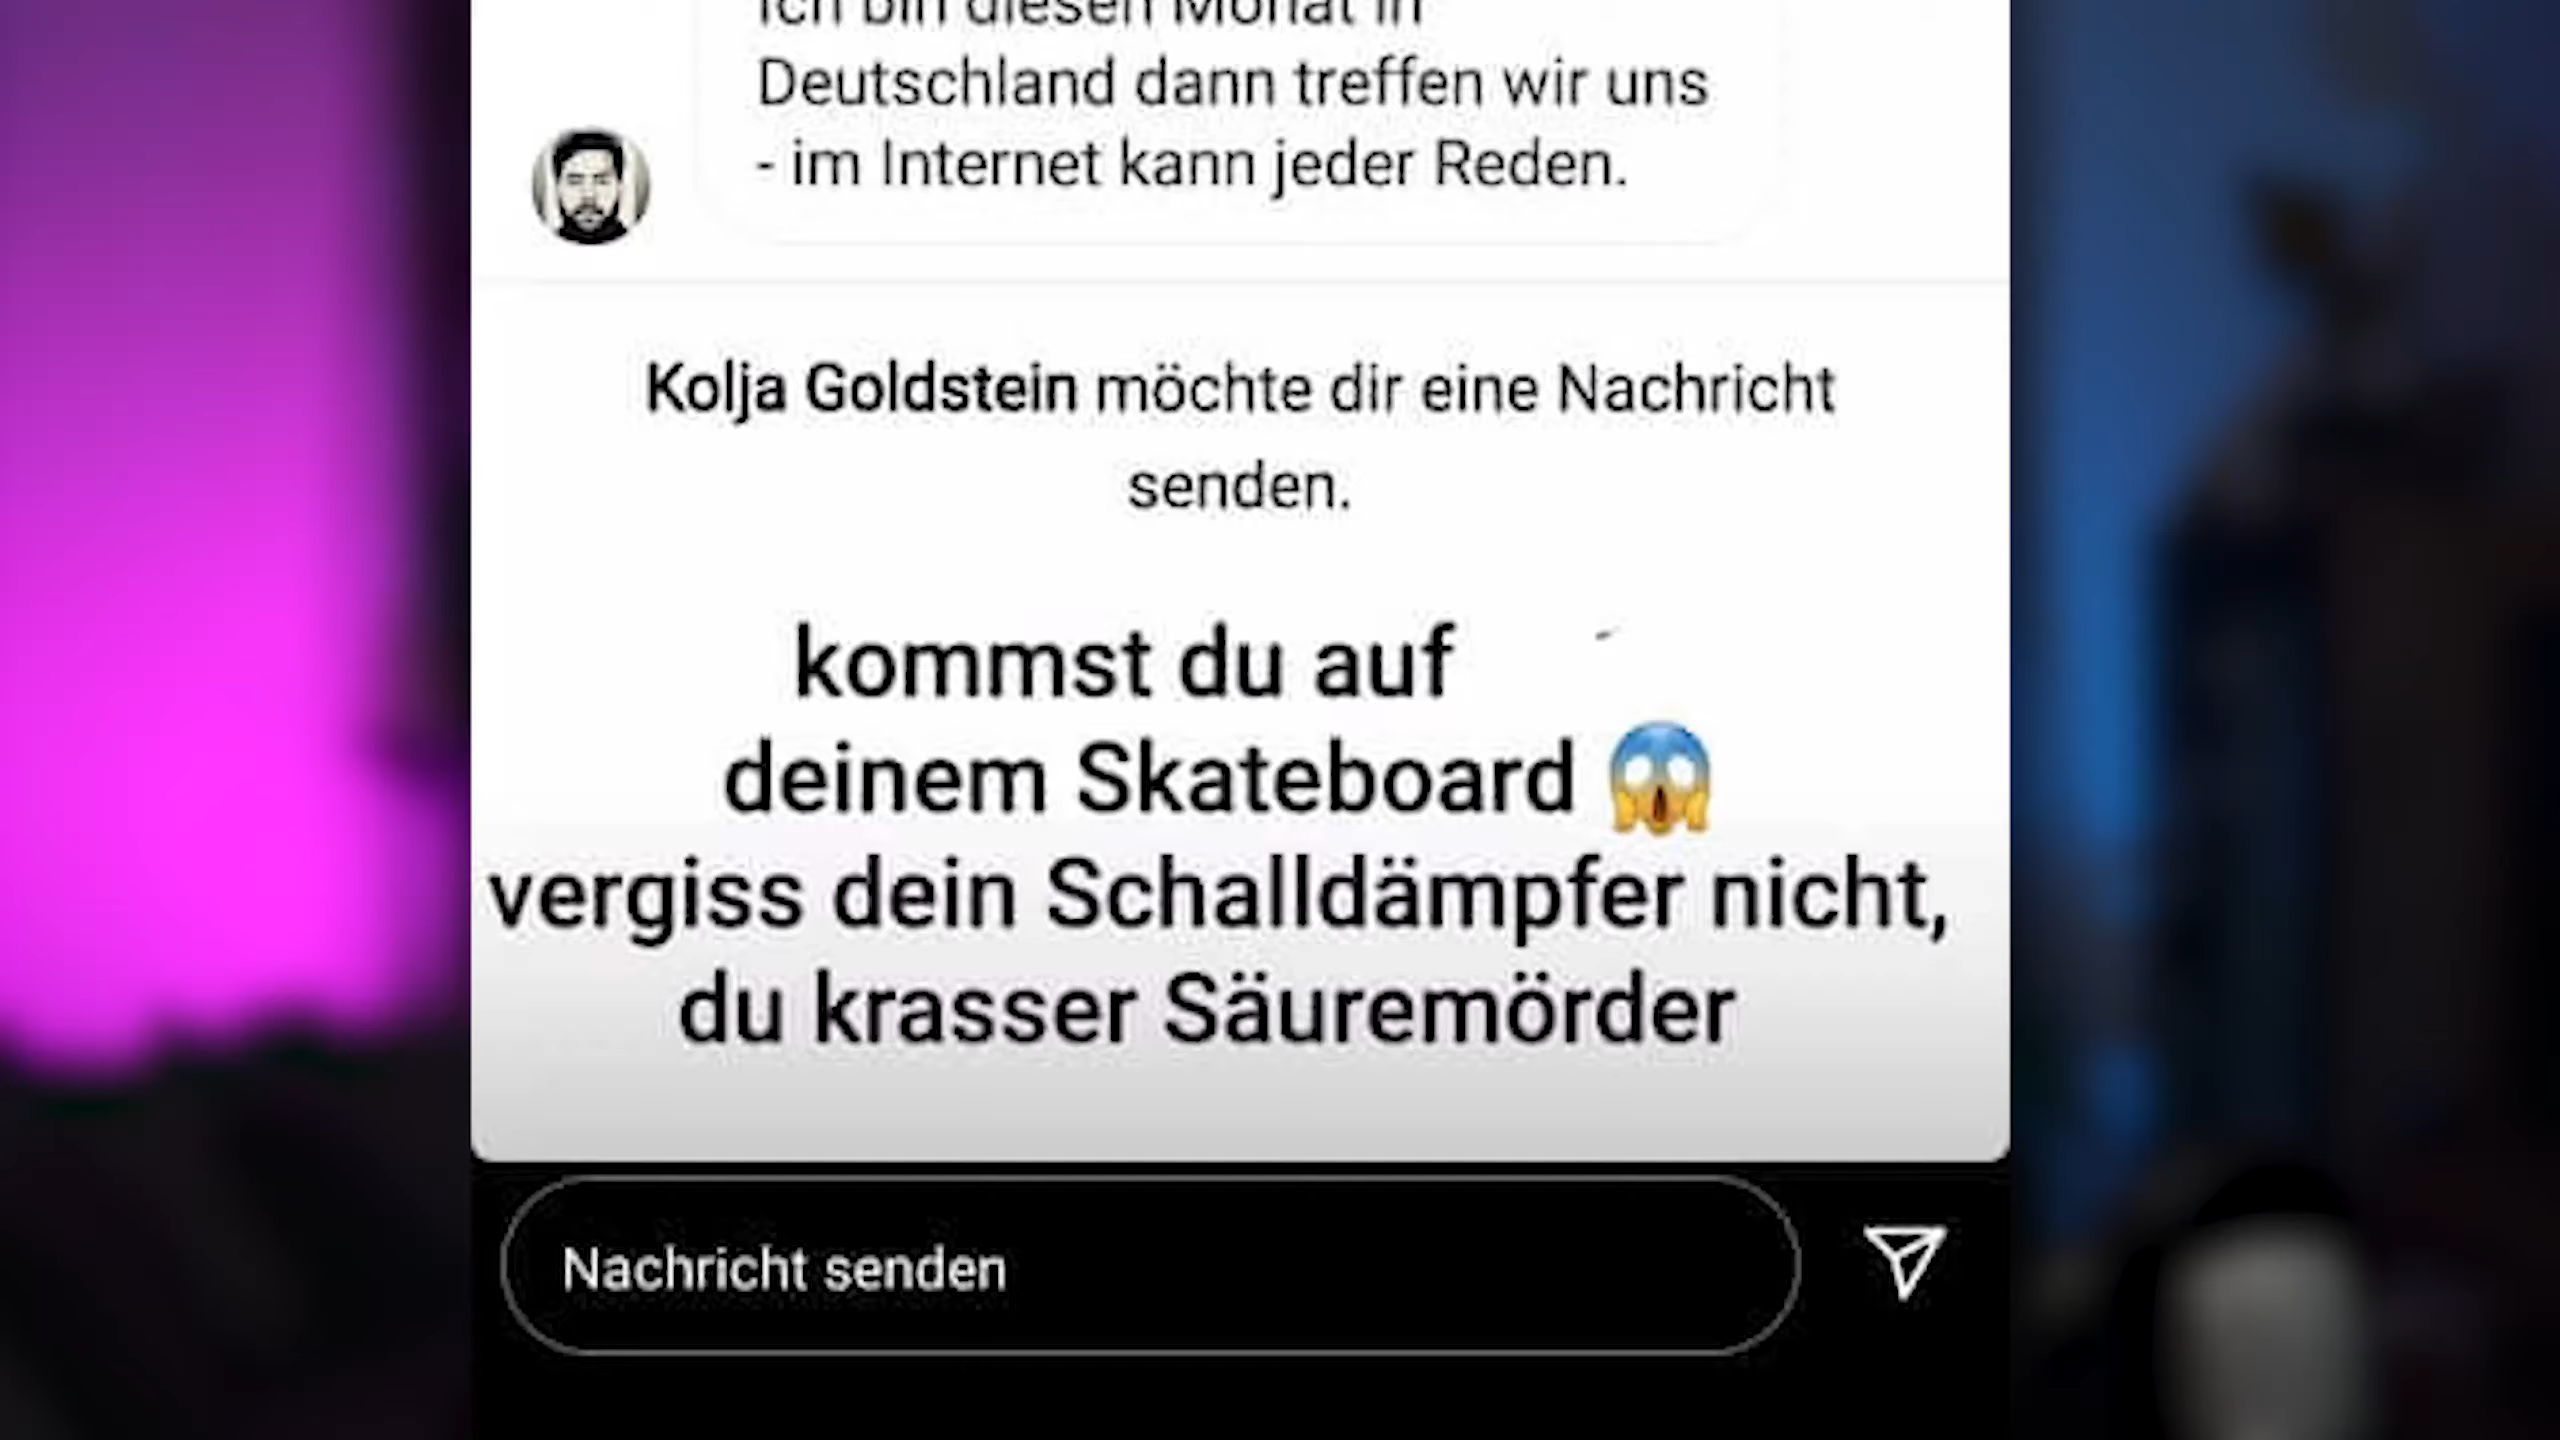 Ich bin diesen Monat in
Deutschland dann treffen wir uns
- im Internet kann jeder Reden.
Kolja Goldstein möchte dir eine Nachricht
senden.
kommst du auf
deinem Skateboard 😱
vergiss dein Schalldämpfer nicht,
du krasser Säuremörder
Nachricht senden